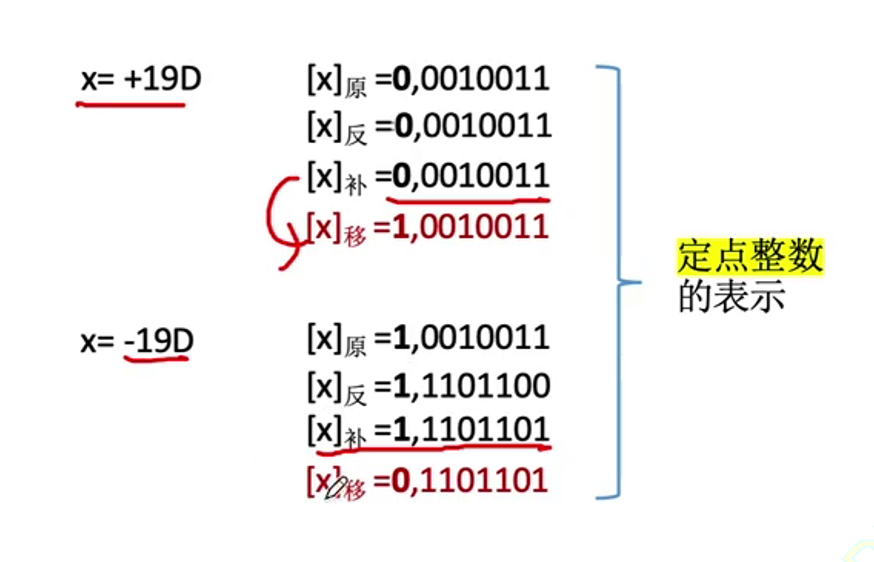 x= +19D
[x]原 =0,0010011
[x]反 =0,0010011
[x]补 =0,0010011
[x]移 =1,0010011
定点整数
的表示
x= -19D
[x]原 =1,0010011
[x]反 =1,1101100
[x]补 =1,1101101
[x]移 =0,1101101